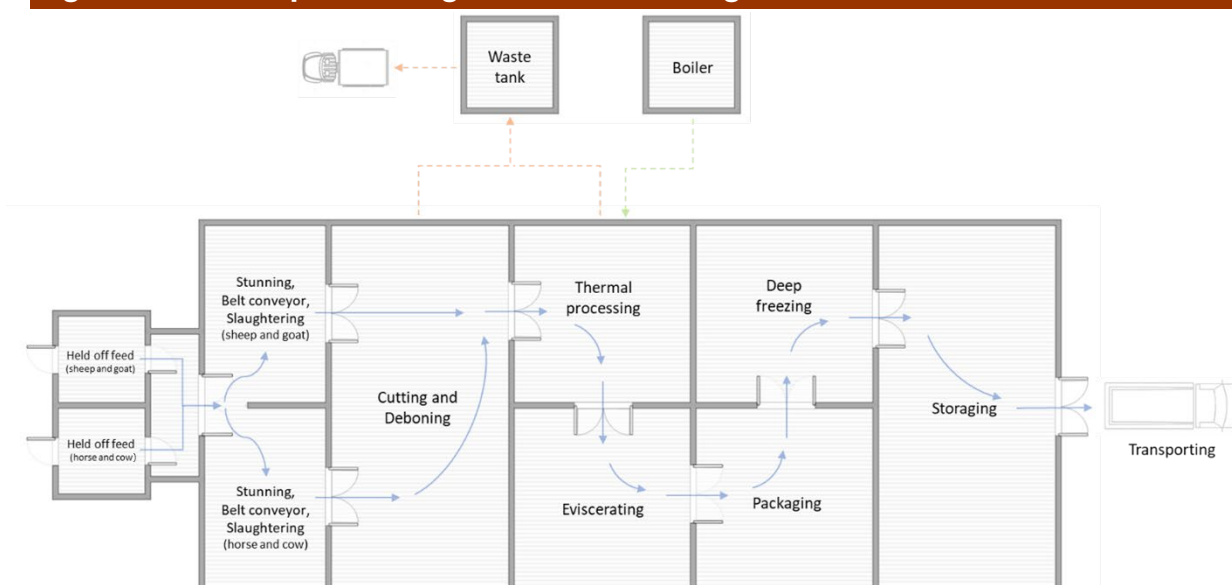 Waste
tank
Boiler
Stunning,
Belt conveyor,
Slaughtering
(sheep and goat)
Thermal
processing
Deep
freezing
Held off feed
(sheep and goat)
Cutting and
Deboning
Storaging
Held off feed
(horse and cow)
Transporting
Stunning,
Belt conveyor,
Slaughtering
(horse and cow)
Eviscerating
Packaging